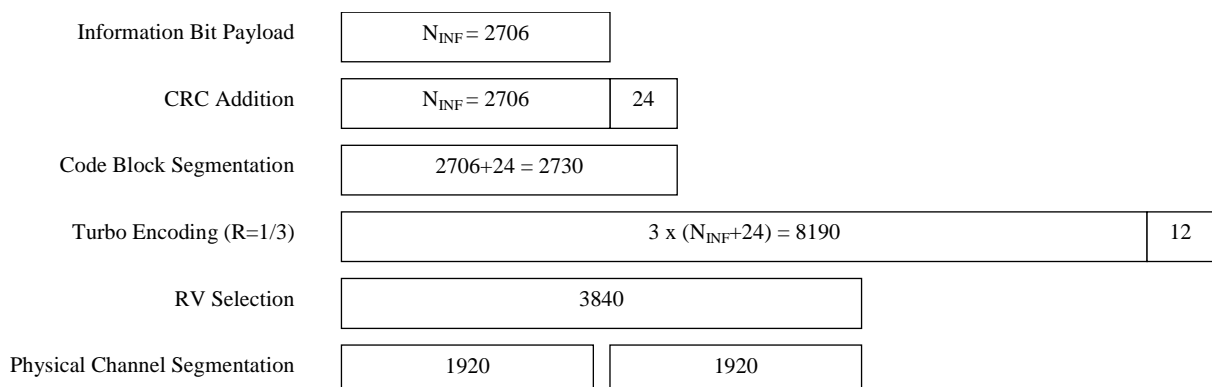 Information Bit Payload N_INF = 2706
CRC Addition N_INF = 2706 24
Code Block Segmentation 2706+24 = 2730
Turbo Encoding (R=1/3) 3 x (N_INF+24) = 8190 12
RV Selection 3840
Physical Channel Segmentation 1920 1920